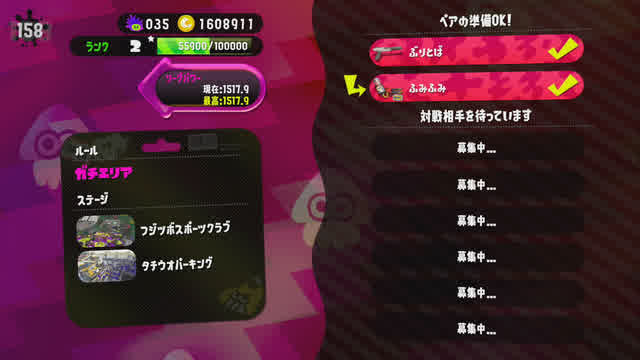 158
035
1608911
ランク 2 55900/100000
リーグパワー
現在:1517.9
最高:1517.9
ルール
ガチエリア
ステージ
フジツボスポーツクラブ
タチウオパーキング
ペアの準備OK!
ぷりとぱ
ふみふみ
対戦相手を待っています
募集中...
募集中...
募集中...
募集中...
募集中...
募集中...